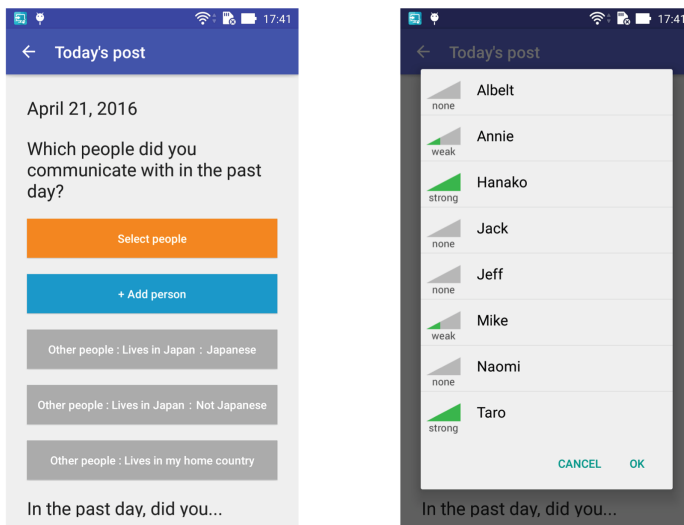 17:41
Today's post
April 21, 2016
Which people did you
communicate with in the past
day?
Select people
+ Add person
Other people : Lives in Japan : Japanese
Other people : Lives in Japan : Not Japanese
Other people : Lives in my home country
In the past day, did you...
17:41
Today's post
none
Albelt
weak
Annie
strong
Hanako
none
Jack
none
Jeff
weak
Mike
none
Naomi
strong
Taro
CANCEL OK
In the past day, did you...